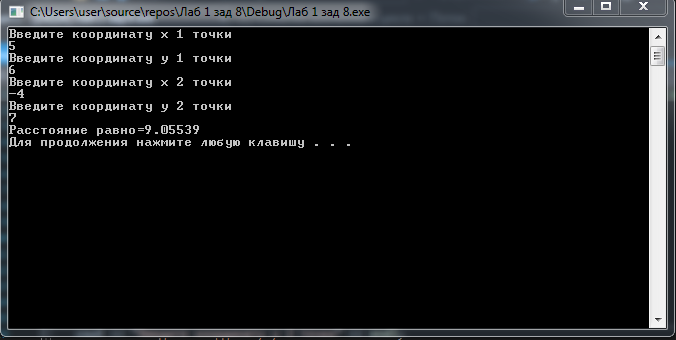 C:\Users\user\source\repos\Лаб 1 зад 8\Debug\Лаб 1 зад 8.exe
Введите координату x 1 точки
5
Введите координату y 1 точки
6
Введите координату x 2 точки
-4
Введите координату y 2 точки
7
Расстояние равно=9.05539
Для продолжения нажмите любую клавишу . . .